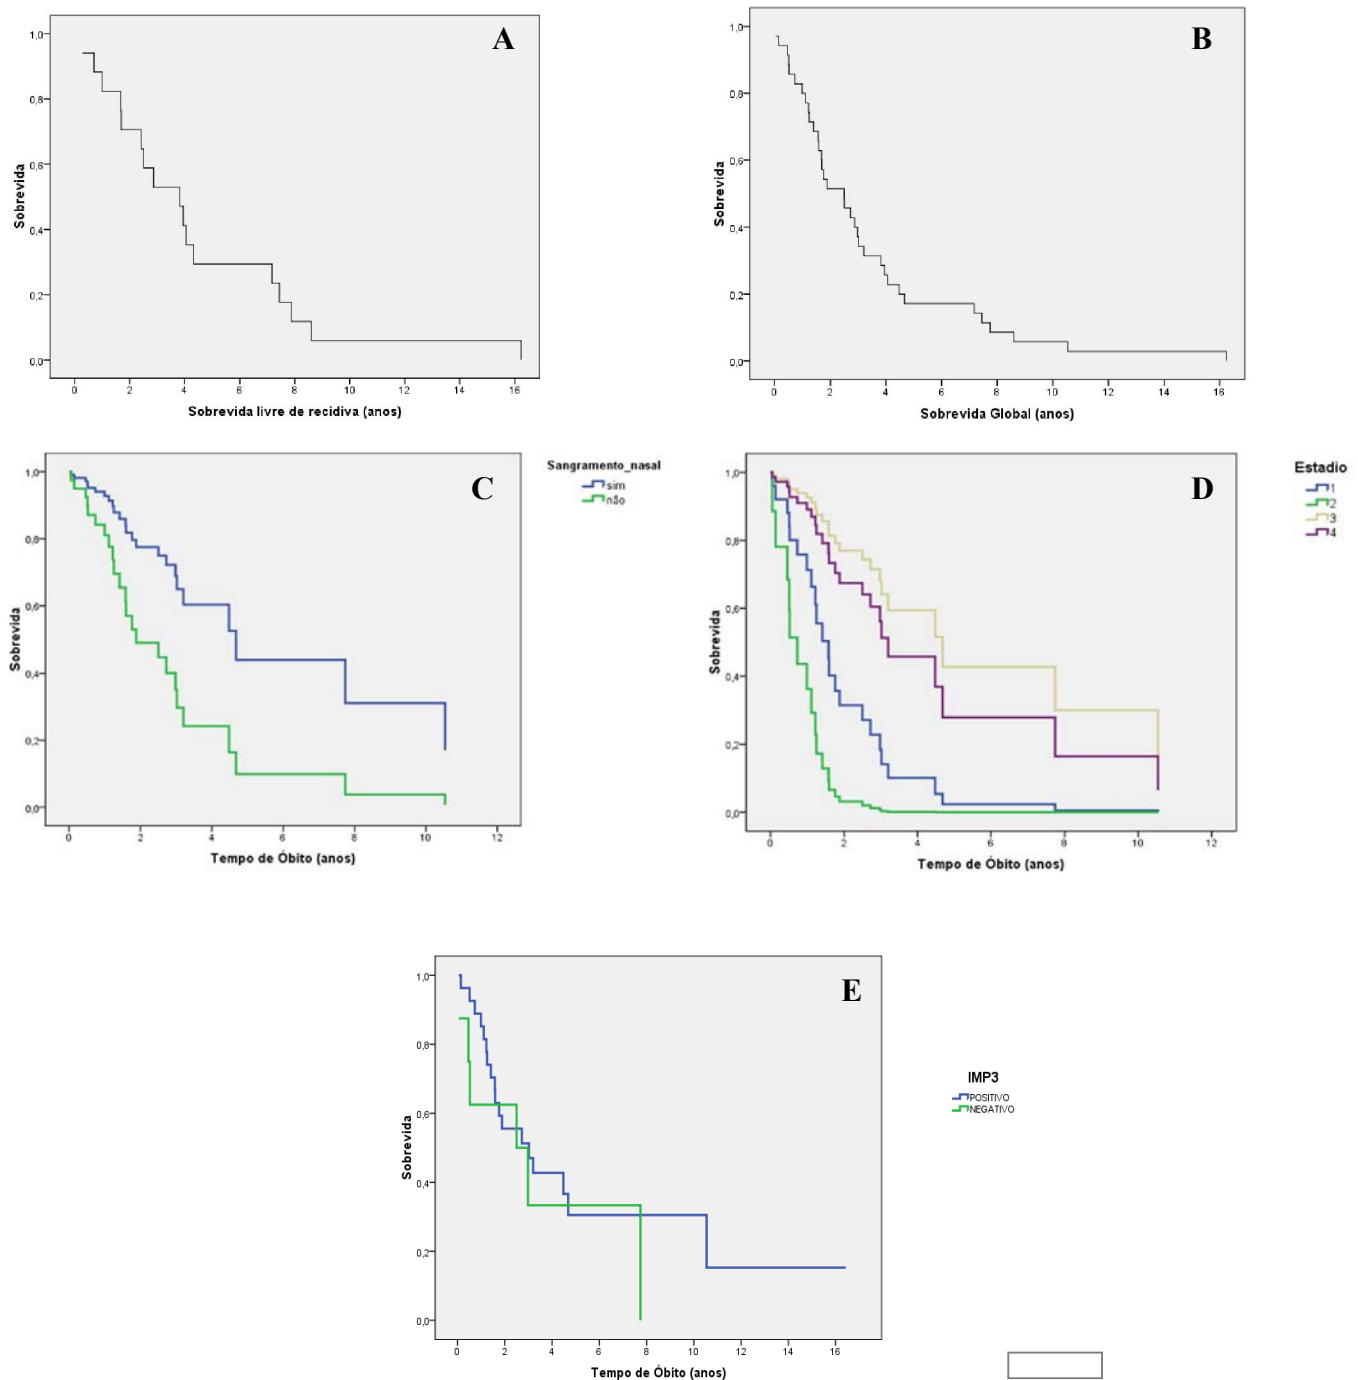 A
1,0
0,8
0,6
0,4
0,2
0,0
Sobrevida
0 2 4 6 8 10 12 14 16
Sobrevida livre de recidiva (anos)
B
1,0
0,8
0,6
0,4
0,2
0,0
Sobrevida
0 2 4 6 8 10 12 14 16
Sobrevida Global (anos)
C
1,0
0,8
0,6
0,4
0,2
0,0
Sobrevida
0 2 4 6 8 10 12
Tempo de Óbito (anos)
Sangramento_nasal
sim
não
D
1,0
0,8
0,6
0,4
0,2
0,0
Sobrevida
0 2 4 6 8 10 12
Tempo de Óbito (anos)
Estadio
1
2
3
4
E
1,0
0,8
0,6
0,4
0,2
0,0
Sobrevida
0 2 4 6 8 10 12 14 16
Tempo de Óbito (anos)
IMP3
POSITIVO
NEGATIVO